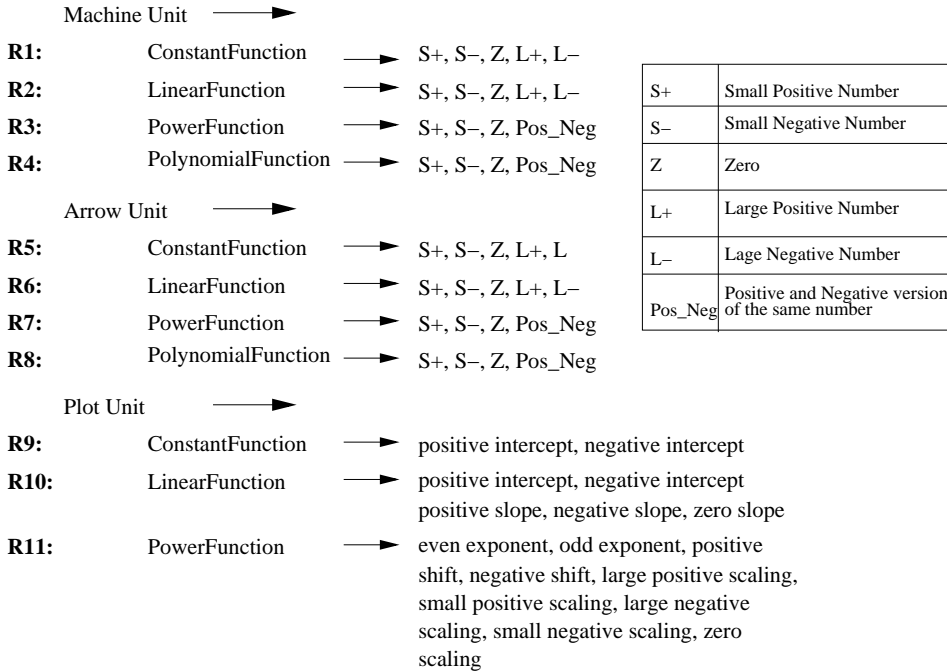 Machine Unit
R1: ConstantFunction S+, S−, Z, L+, L−
R2: LinearFunction S+, S−, Z, L+, L−
R3: PowerFunction S+, S−, Z, Pos_Neg
R4: PolynomialFunction S+, S−, Z, Pos_Neg
Arrow Unit
R5: ConstantFunction S+, S−, Z, L+, L
R6: LinearFunction S+, S−, Z, L+, L−
R7: PowerFunction S+, S−, Z, Pos_Neg
R8: PolynomialFunction S+, S−, Z, Pos_Neg
Plot Unit
R9: ConstantFunction positive intercept, negative intercept
R10: LinearFunction positive intercept, negative intercept
positive slope, negative slope, zero slope
R11: PowerFunction even exponent, odd exponent, positive
shift, negative shift, large positive scaling,
small positive scaling, large negative
scaling, small negative scaling, zero
scaling
S+ Small Positive Number
S− Small Negative Number
Z Zero
L+ Large Positive Number
L− Lage Negative Number
Pos_Neg Positive and Negative version
of the same number